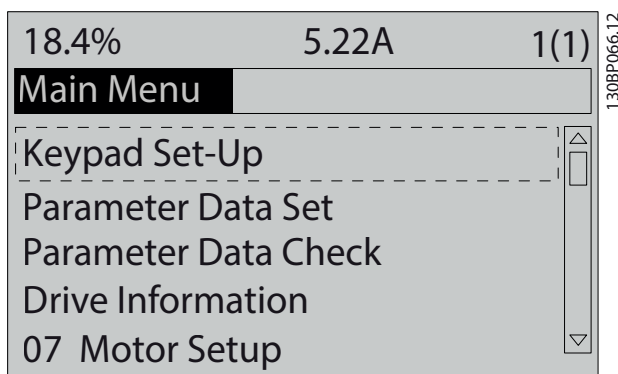 18.4% 5.22A 1(1)
Main Menu
Keypad Set-Up
Parameter Data Set
Parameter Data Check
Drive Information
07 Motor Setup
130BP066.12